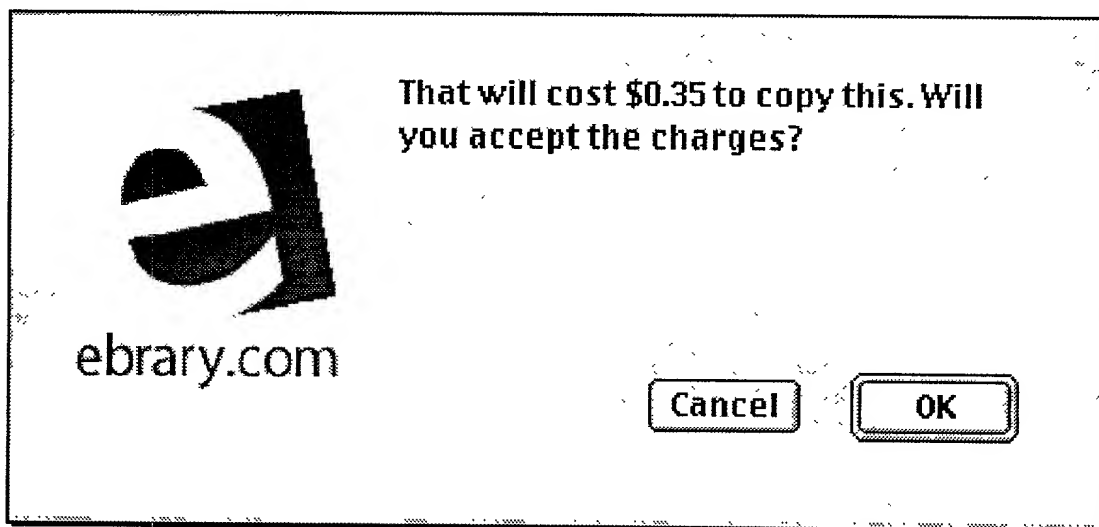 That will cost $0.35 to copy this. Will
you accept the charges?
ebrary.com
Cancel
OK